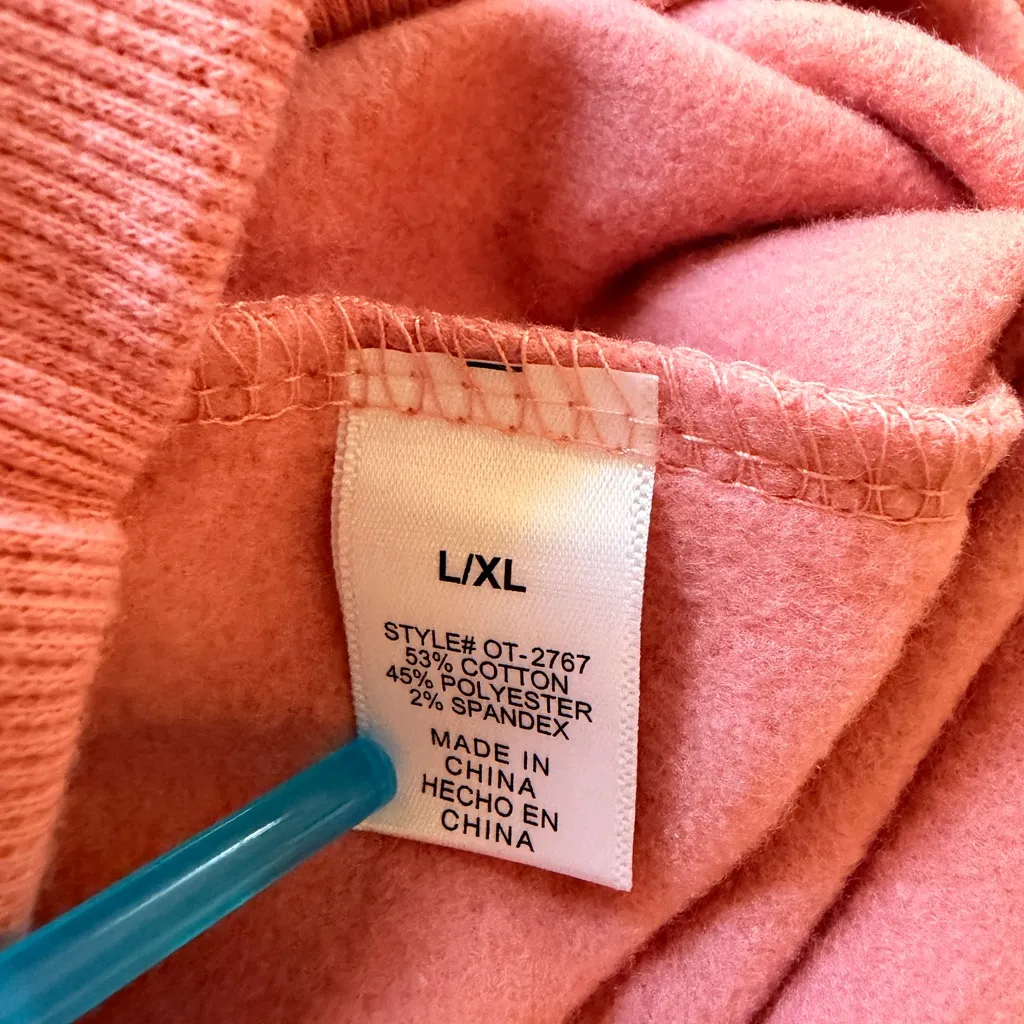 L/XL
STYLE# OT-2767
53% COTTON
45% POLYESTER
2% SPANDEX
MADE IN
CHINA
HECHO EN
CHINA